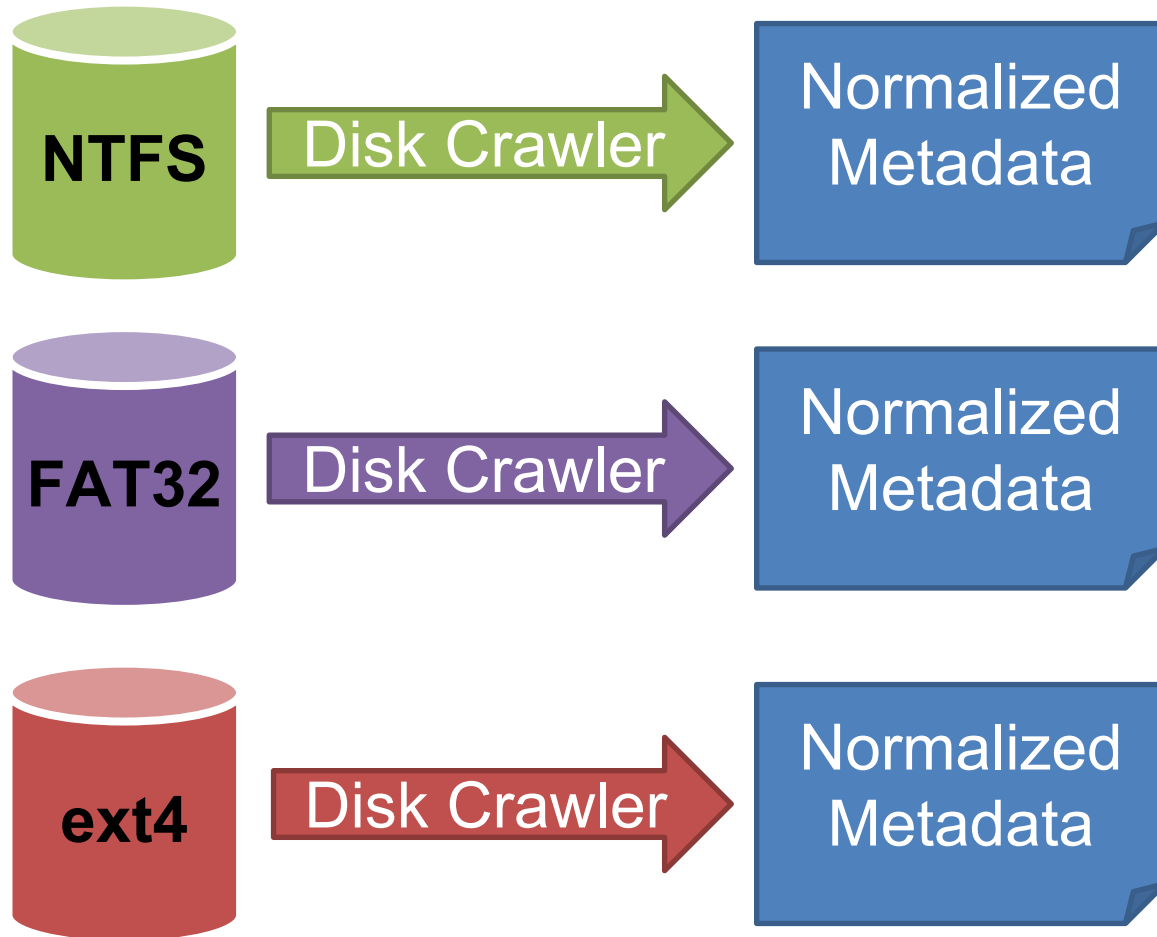 NTFS
Disk Crawler
Normalized
Metadata
FAT32
Disk Crawler
Normalized
Metadata
ext4
Disk Crawler
Normalized
Metadata